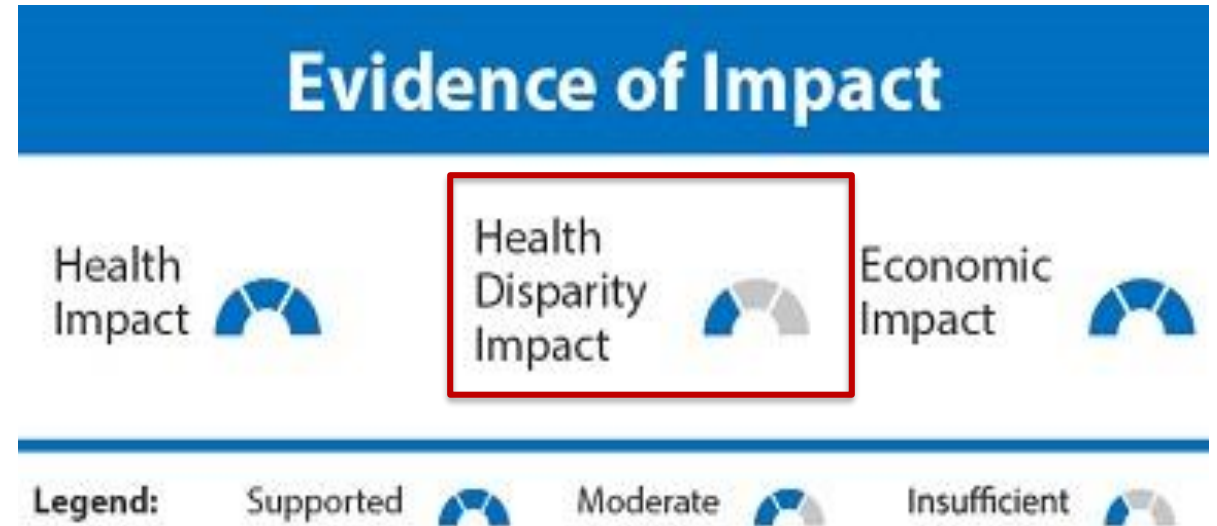 Evidence of Impact
Health
Impact
Health
Disparity
Impact
Economic
Impact
Legend: Supported Moderate Insufficient